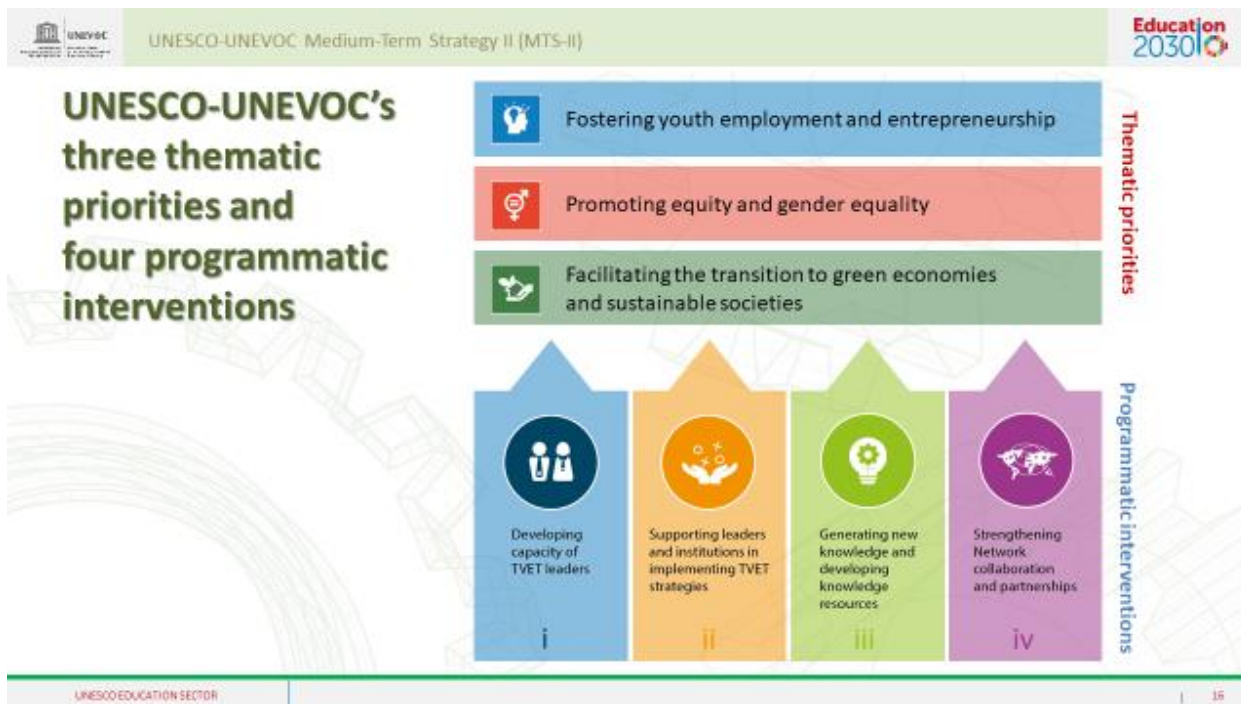 UNEVOC
UNESCO-UNEVOC Medium-Term Strategy II (MTS-II)
Education
2030
UNESCO-UNEVOC's
three thematic
priorities and
four programmatic
interventions
Fostering youth employment and entrepreneurship
Promoting equity and gender equality
Facilitating the transition to green economies
and sustainable societies
Thematic priorities
Developing
capacity of
TVET leaders
i
Supporting leaders
and institutions in
implementing TVET
strategies
ii
Generating new
knowledge and
developing
knowledge
resources
iii
Strengthening
Network
collaboration
and partnerships
iv
Programmatic interventions
UNESCO EDUCATION SECTOR
| 16